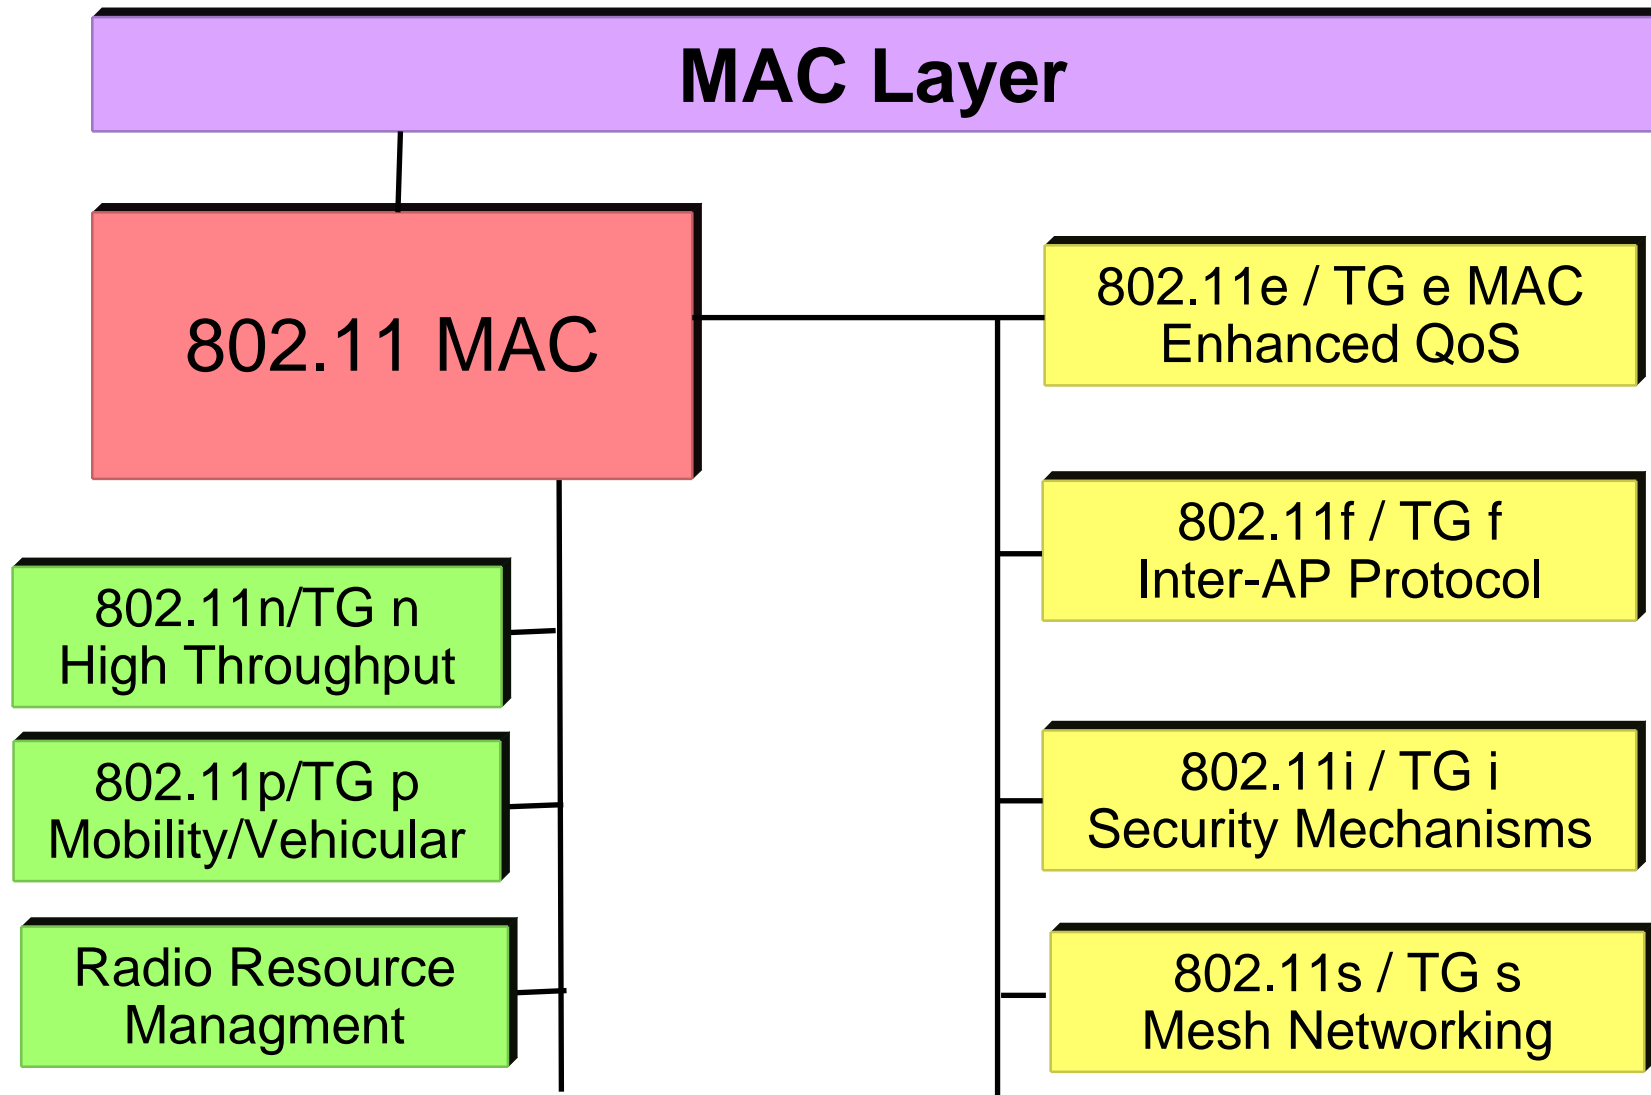 MAC Layer
802.11 MAC
802.11e / TG e MAC
Enhanced QoS
802.11f / TG f
Inter-AP Protocol
802.11n/TG n
High Throughput
802.11p/TG p
Mobility/Vehicular
802.11i / TG i
Security Mechanisms
Radio Resource
Managment
802.11s / TG s
Mesh Networking